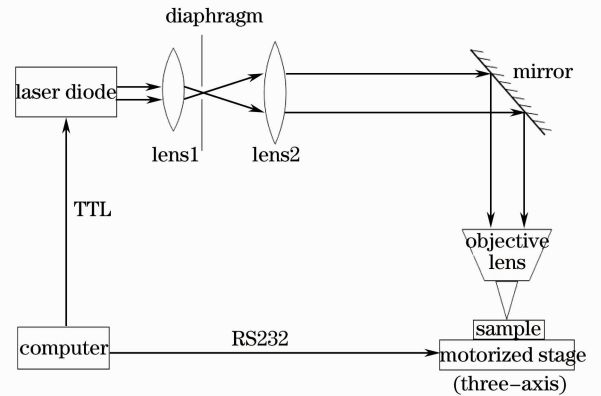 diaphragm
mirror
laser diode
lens1
lens2
TTL
objective
lens
sample
computer
RS232
motorized stage
(three-axis)